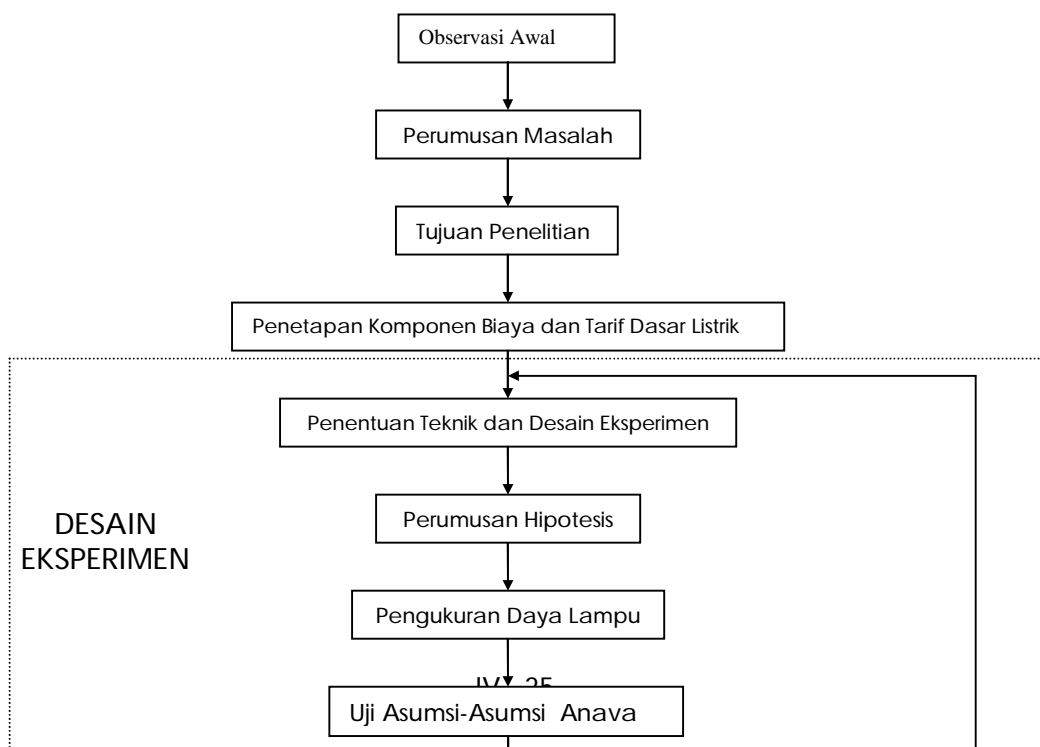 Observasi Awal
Perumusan Masalah
Tujuan Penelitian
Penetapan Komponen Biaya dan Tarif Dasar Listrik
Penentuan Teknik dan Desain Eksperimen
Perumusan Hipotesis
DESAIN
EKSPERIMEN
Pengukuran Daya Lampu
Uji Asumsi-Asumsi Anava